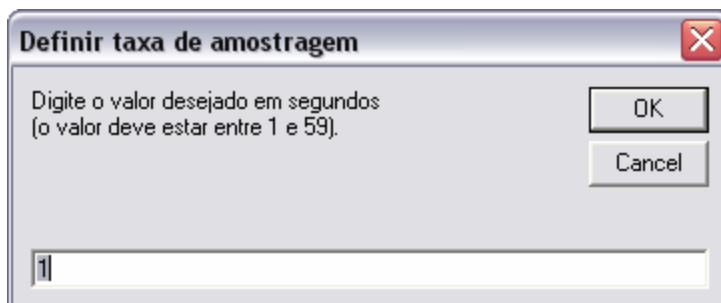 Definir taxa de amostragem
Digite o valor desejado em segundos
(o valor deve estar entre 1 e 59).
OK
Cancel
1